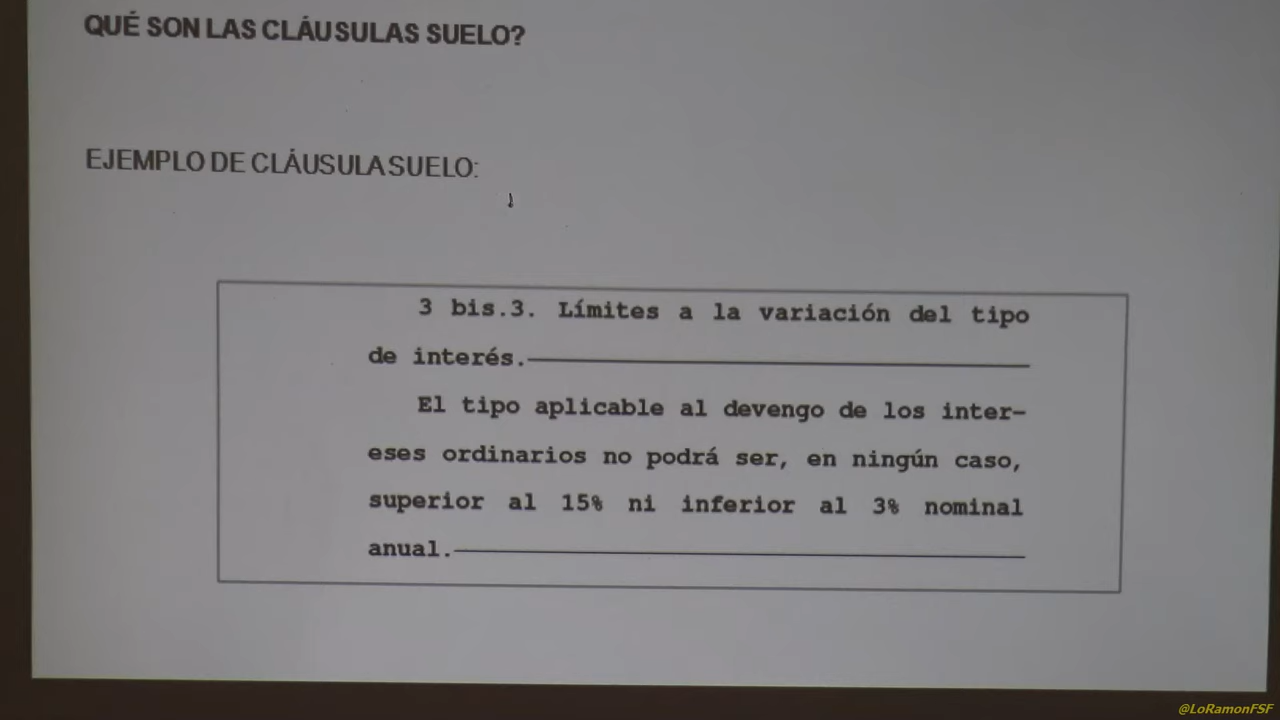 QUÉ SON LAS CLÁUSULAS SUELO?
EJEMPLO DE CLÁUSULA SUELO:
3 bis.3. Límites a la variación del tipo
de interés.
El tipo aplicable al devengo de los inter-
eses ordinarios no podrá ser, en ningún caso,
superior al 15% ni inferior al 3% nominal
anual.
@LoRamonFSF